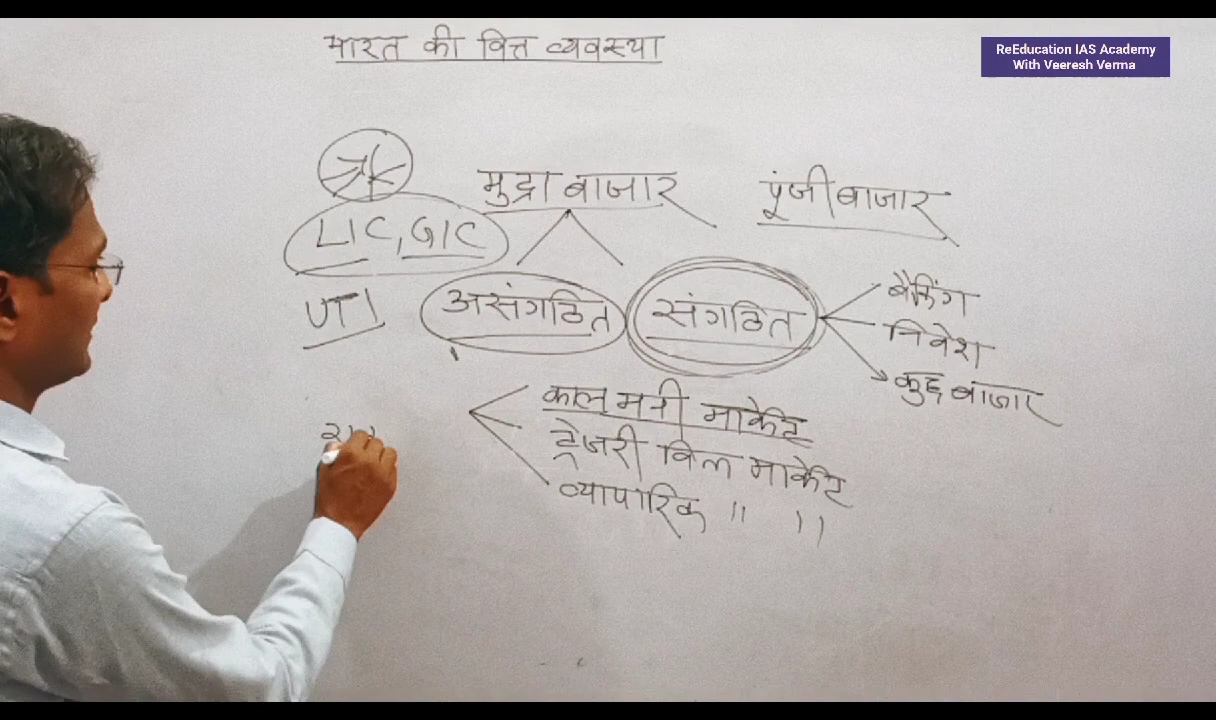 भारत की वित्त व्यवस्था
ReEducation IAS Academy
With Veeresh Verma
मुद्रा बाजार
पूंजी बाजार
LIC, GIC
UTI
असंगठित
संगठित
बैंकिंग
निवेश
बाजार
काल मनी मार्केट
ट्रेजरी बिल मार्केट
व्यापारिक " "